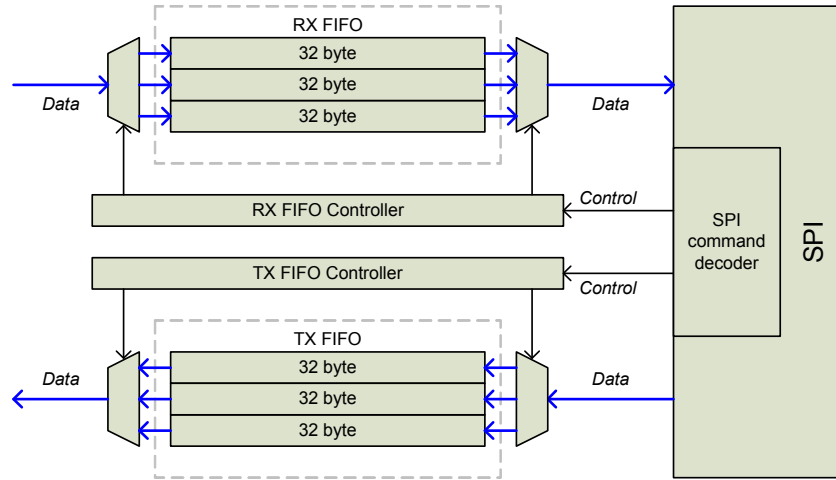 RX FIFO
32 byte
32 byte
32 byte
Data
Data
RX FIFO Controller
Control
SPI
command
decoder
SPI
TX FIFO Controller
Control
TX FIFO
32 byte
32 byte
32 byte
Data
Data